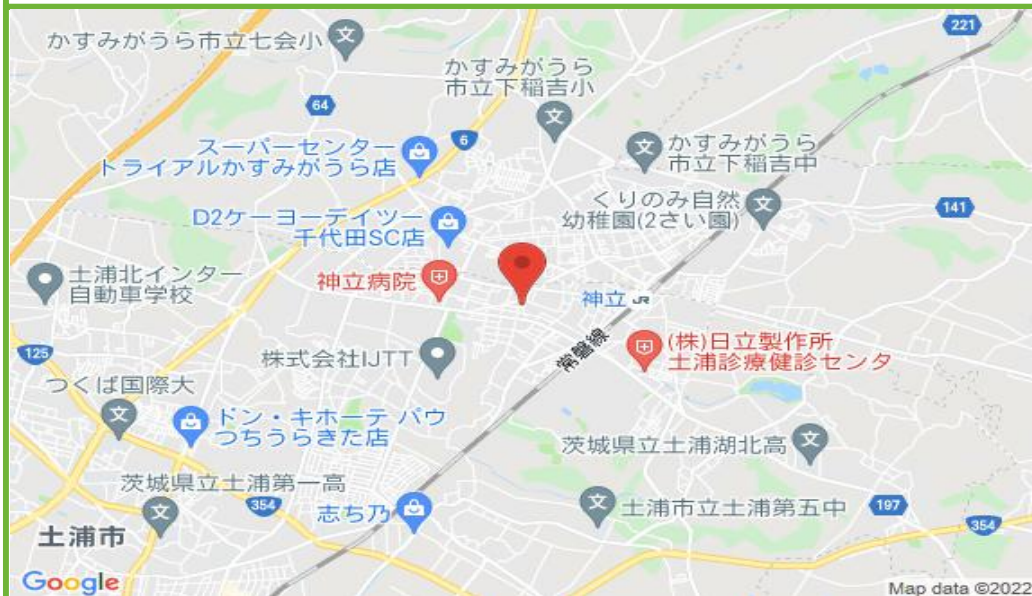 221
かすみがうら市立七会小
文
かすみがうら
市立下稲吉小
文
64
スーパーセンター
トライアルかすみがうら店
6
文
かすみがうら
市立下稲吉中
くりのみ自然
幼稚園(2さい園)
文
141
D2ケーヨーデイツー
千代田SC店
土浦北インター
自動車学校
神立病院
神立 JR
常磐線
(株)日立製作所
土浦診療健診センタ
125
株式会社IJTT
つくば国際大
文
ドン・キホーテ パウ
つちうらきた店
茨城県立土浦湖北高
文
茨城県立土浦第一高
文
354
志ち乃
文
土浦市立土浦第五中
197
354
土浦市
Google
Map data ©2022